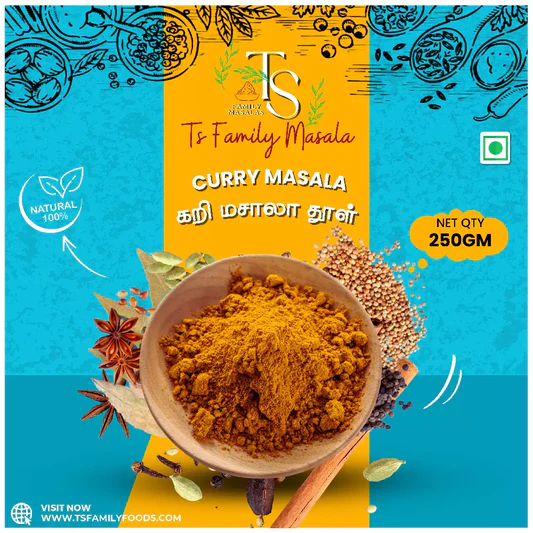 TS
FAMILY
MASALAS
Ts Family Masala
CURRY MASALA
கறி மசாலா தூள்
NATURAL
100%
NET QTY
250GM
VISIT NOW
WWW.TSFAMILYFOODS.COM